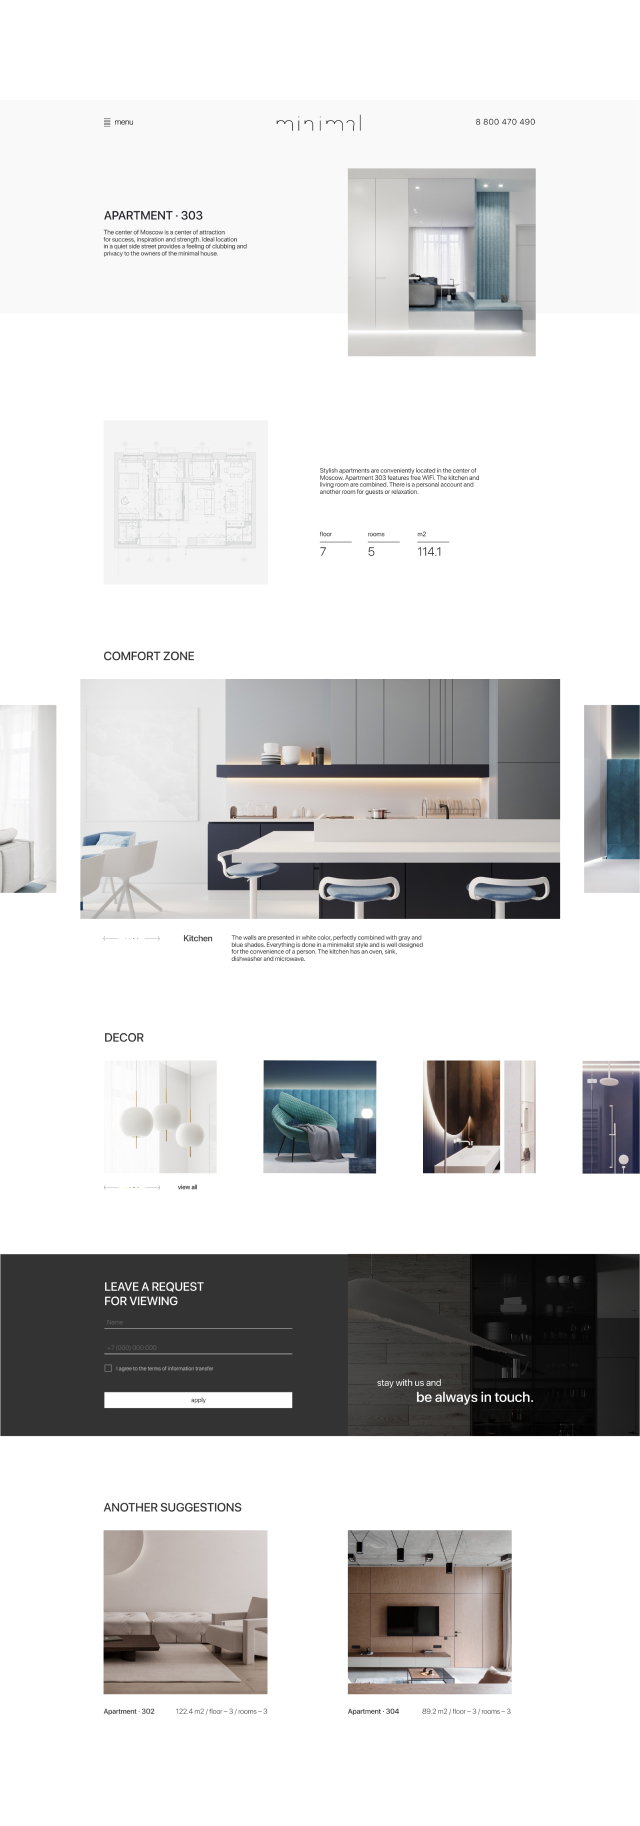 menu
minimal
8 800 470 490
APARTMENT · 303
The center of Moscow is a center of attraction
for success, inspiration and strength. Ideal location
in a quiet side street provides a feeling of clubbing and
privacy to the owners of the minimal house.
Stylish apartments are conveniently located in the center of
Moscow. Apartment 303 features free WiFi. The kitchen and
living room are combined. There is a personal account and
another room for guests or relaxation.
floor
rooms
m2
7
5
114.1
COMFORT ZONE
Kitchen
The walls are presented in white color, perfectly combined with gray and
blue shades. Everything is done in a minimalist style and is well designed
for the convenience of a person. The kitchen has an oven, sink,
dishwasher and microwave.
DECOR
view all
LEAVE A REQUEST
FOR VIEWING
Name
+7 (000) 000 000
I agree to the terms of information transfer
apply
stay with us and
be always in touch.
ANOTHER SUGGESTIONS
Apartment · 302
122.4 m2 / floor – 3 / rooms – 3
Apartment · 304
89.2 m2 / floor – 3 / rooms – 3